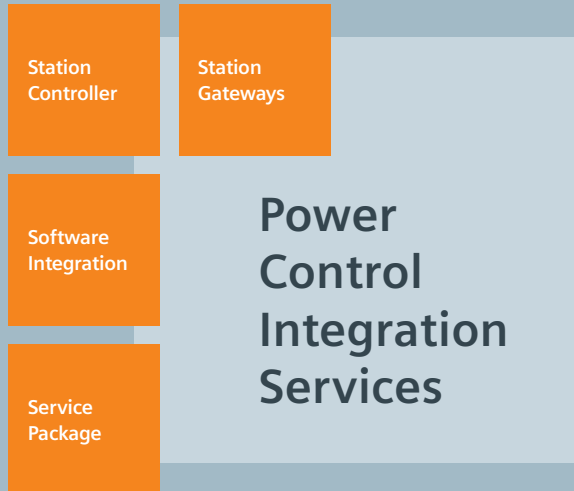 Station
Controller
Station
Gateways
Software
Integration
Service
Package
Power
Control
Integration
Services